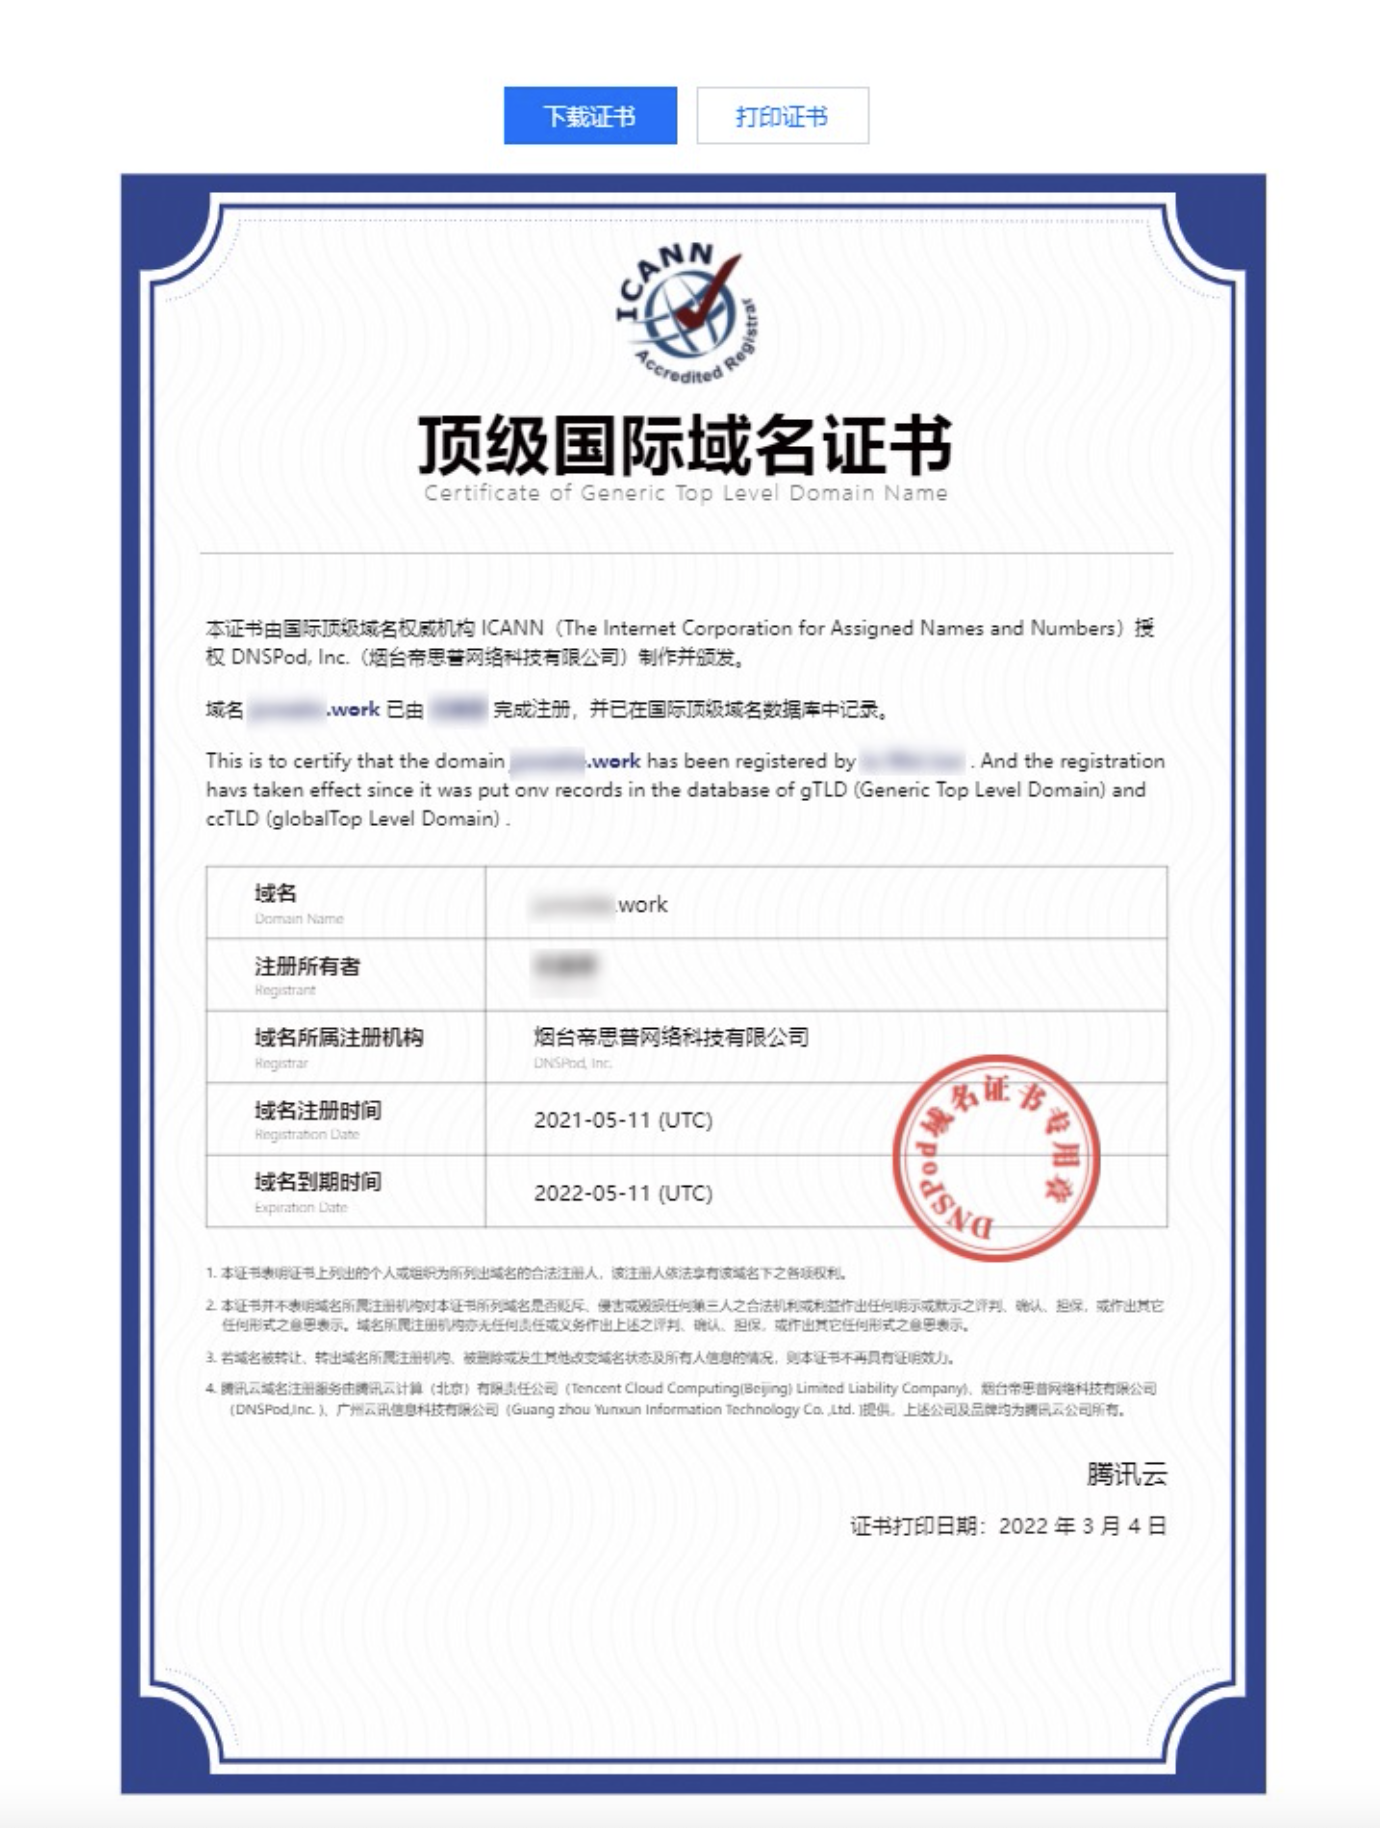 下载证书
打印证书
ICANN
Accredited Registrar
顶级国际域名证书
Certificate of Generic Top Level Domain Name
本证书由国际顶级域名权威机构 ICANN（The Internet Corporation for Assigned Names and Numbers）授
权 DNSPod, Inc.（烟台帝思普网络科技有限公司）制作并颁发。
域名 .work 已由 完成注册，并已在国际顶级域名数据库中记录。
This is to certify that the domain .work has been registered by . And the registration
havs taken effect since it was put onv records in the database of gTLD (Generic Top Level Domain) and
ccTLD (globalTop Level Domain) .
域名
Domain Name
.work
注册所有者
Registrant
域名所属注册机构
Registrar
烟台帝思普网络科技有限公司
DNSPod, Inc.
域名注册时间
Registration Date
2021-05-11 (UTC)
域名到期时间
Expiration Date
2022-05-11 (UTC)
DNSPod域名证书专用章
1. 本证书表明证书上列出的个人或组织为所列出域名的合法注册人，该注册人依法享有该域名下之各项权利。
2. 本证书并不表明域名所属注册机构对本证书所列域名是否贬斥、侵害或毁损任何第三人之合法机利或利益作出任何明示或默示之评判、确认、担保，或作出其它
任何形式之意思表示。域名所属注册机构亦无任何责任或义务作出上述之评判、确认、担保，或作出其它任何形式之意思表示。
3. 若域名被转让、转出域名所属注册机构、被删除或发生其他改变域名状态及所有人信息的情况，则本证书不再具有证明效力。
4. 腾讯云域名注册服务由腾讯云计算（北京）有限责任公司（Tencent Cloud Computing(Beijing) Limited Liability Company)、烟台帝思普网络科技有限公司
（DNSPod,Inc. )、广州云讯信息科技有限公司（Guang zhou Yunxun Information Technology Co. ,Ltd. )提供，上述公司及品牌均为腾讯云公司所有。
腾讯云
证书打印日期：2022 年 3 月 4 日